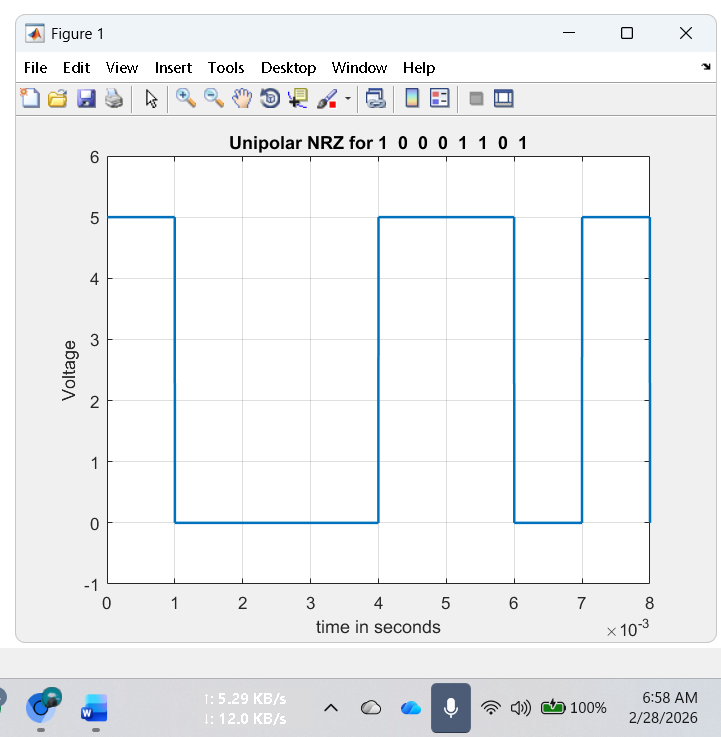 Figure 1
File Edit View Insert Tools Desktop Window Help
Unipolar NRZ for 1 0 0 0 1 1 0 1
6
5
4
3
2
1
0
-1
Voltage
0 1 2 3 4 5 6 7 8
time in seconds
×10-3
W
↑: 5.29 KB/s
↓: 12.0 KB/s
100%
6:58 AM
2/28/2026